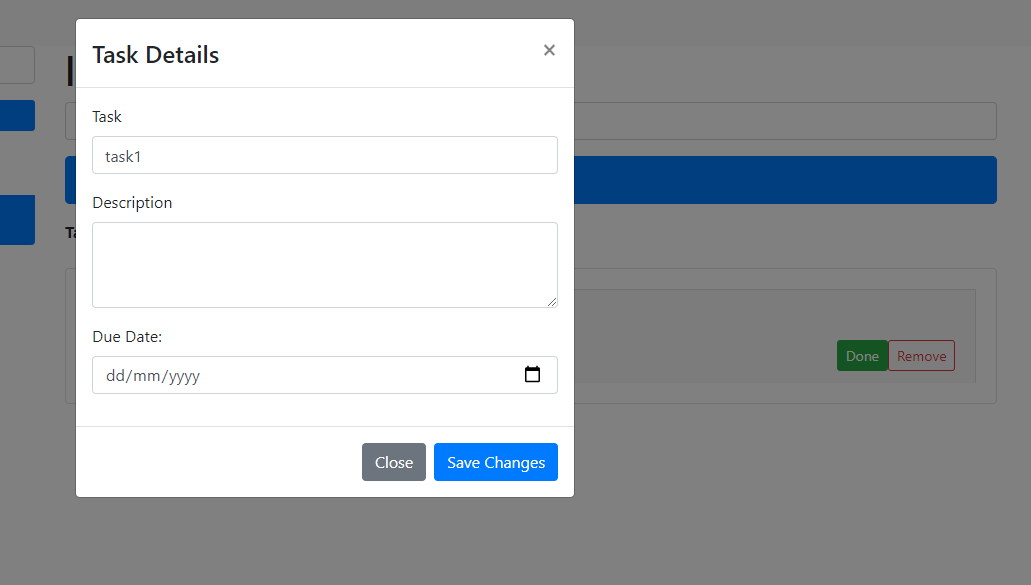 Task Details
×
Task
task1
Description
Due Date:
dd/mm/yyyy
Close
Save Changes
Done
Remove